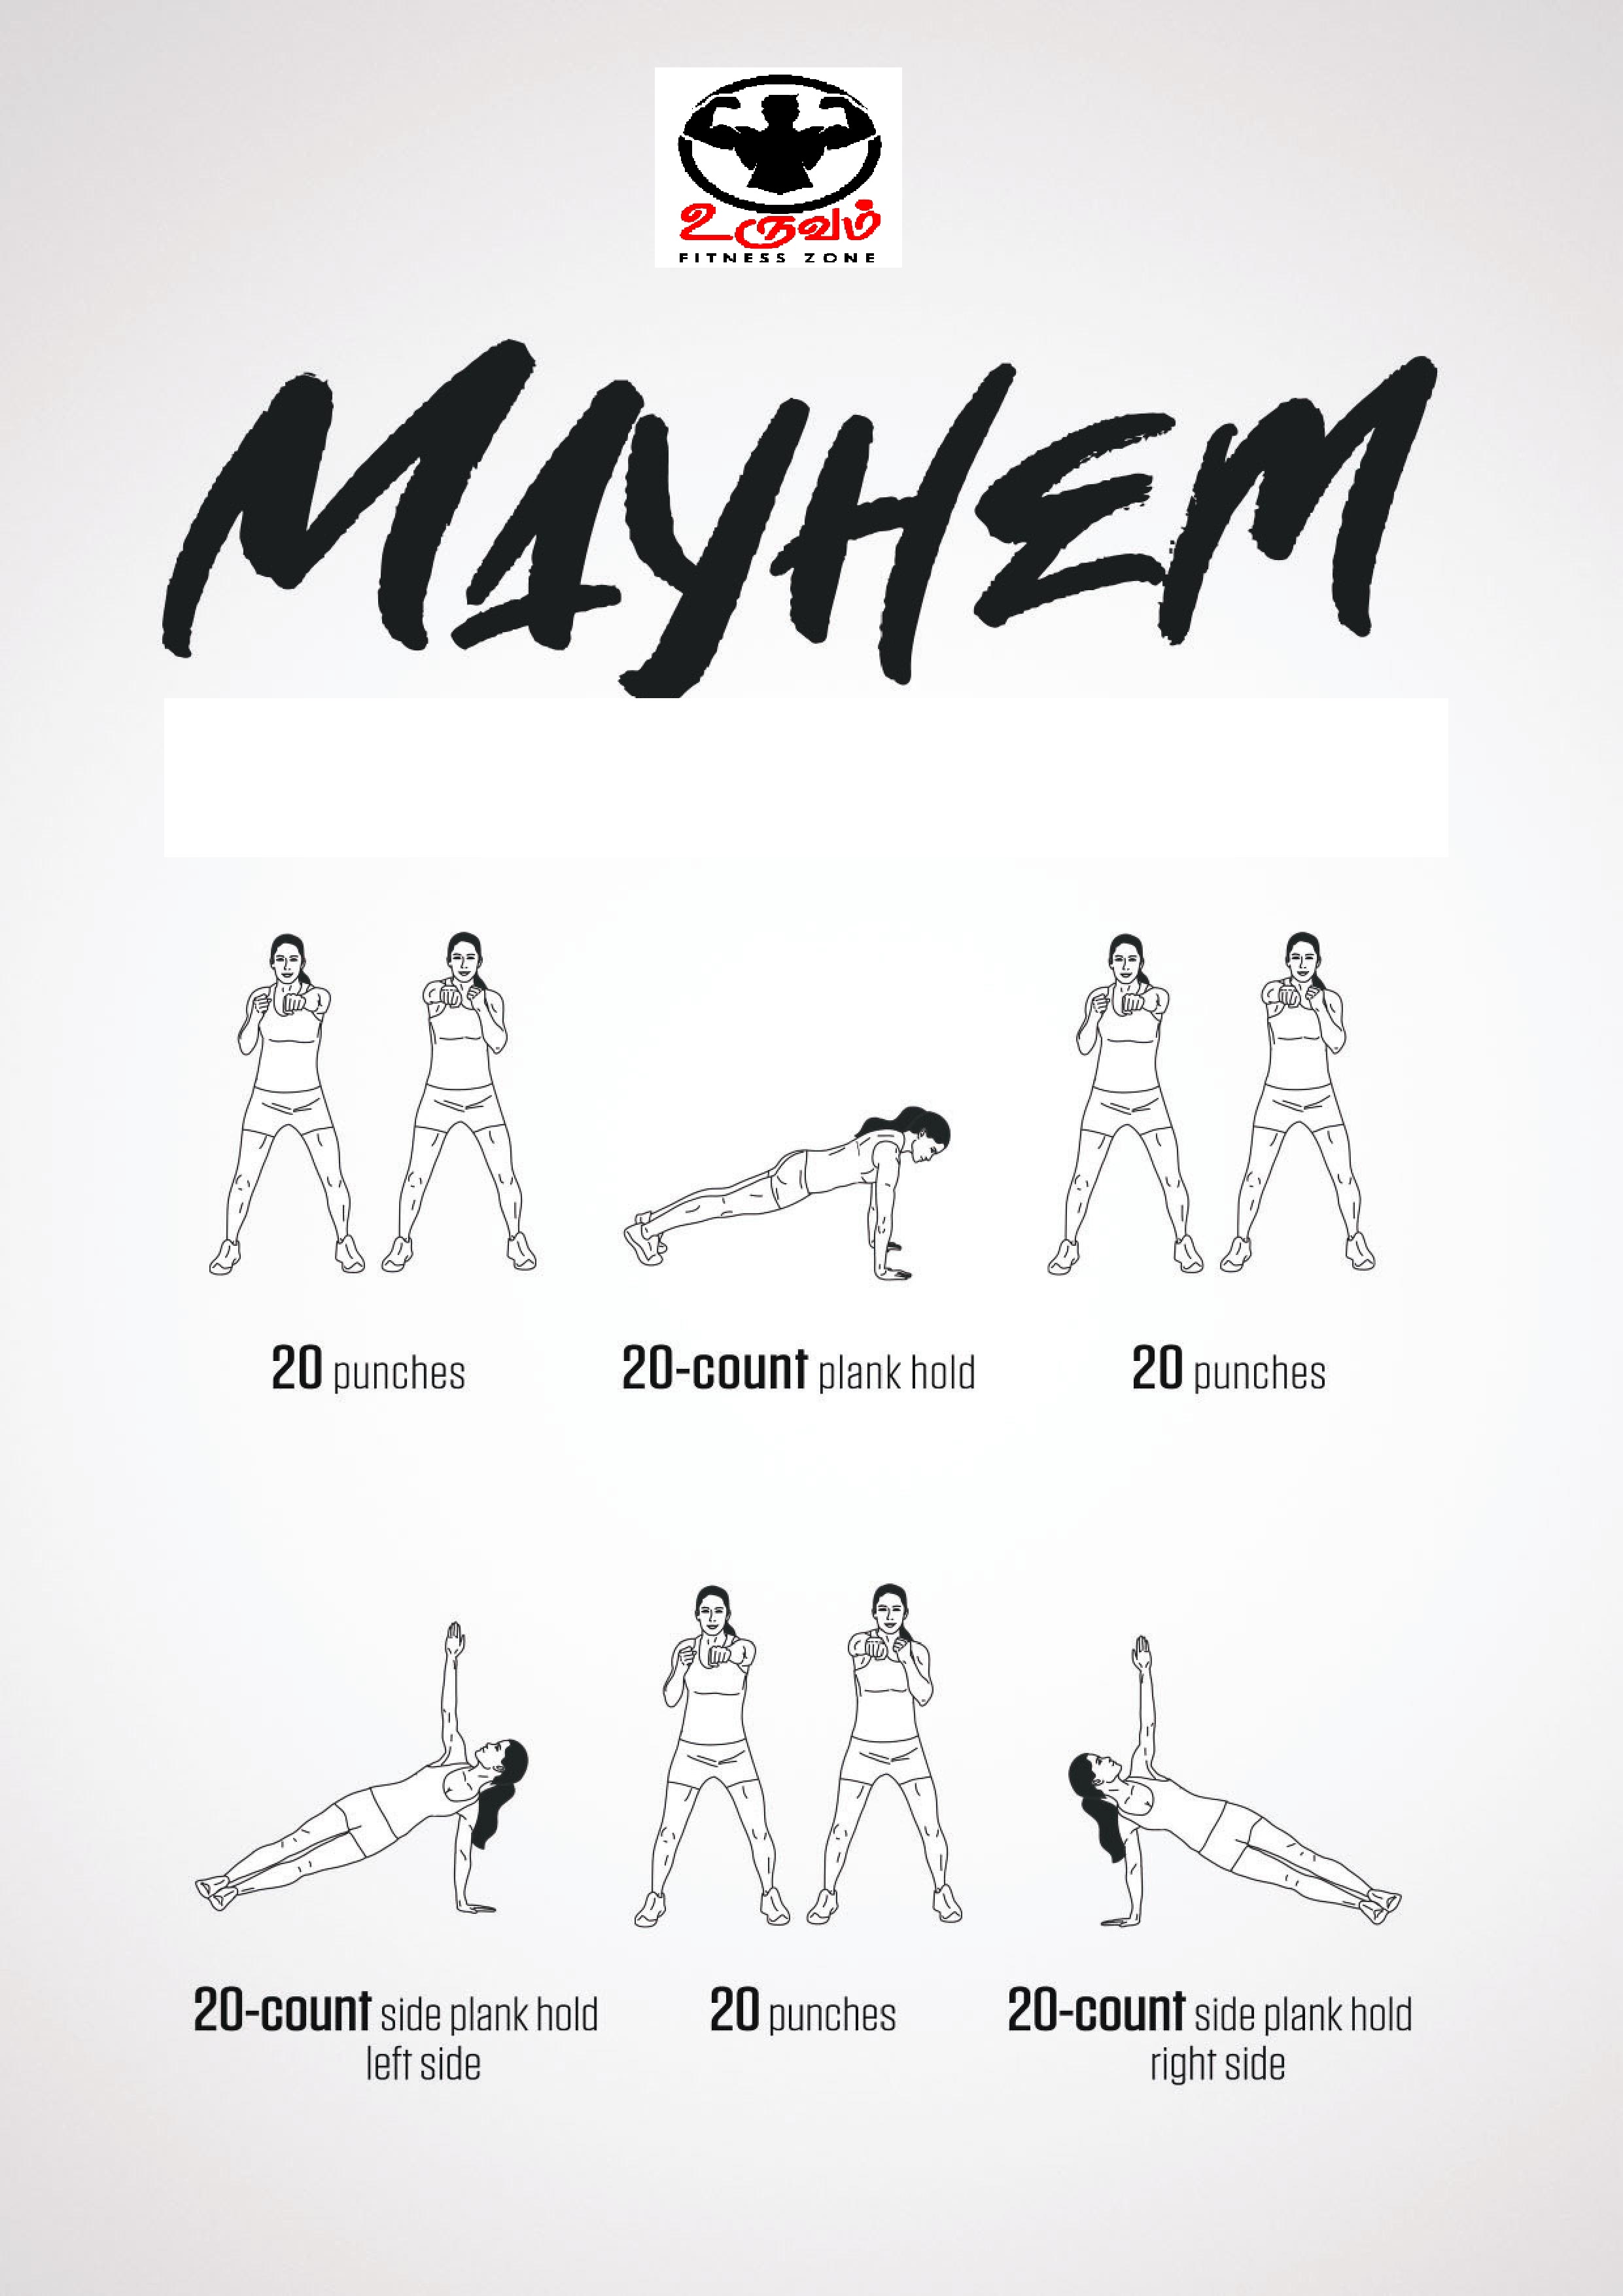 உருவம்
FITNESS ZONE
MAYHEM
20 punches
20-count plank hold
20 punches
20-count side plank hold
left side
20 punches
20-count side plank hold
right side